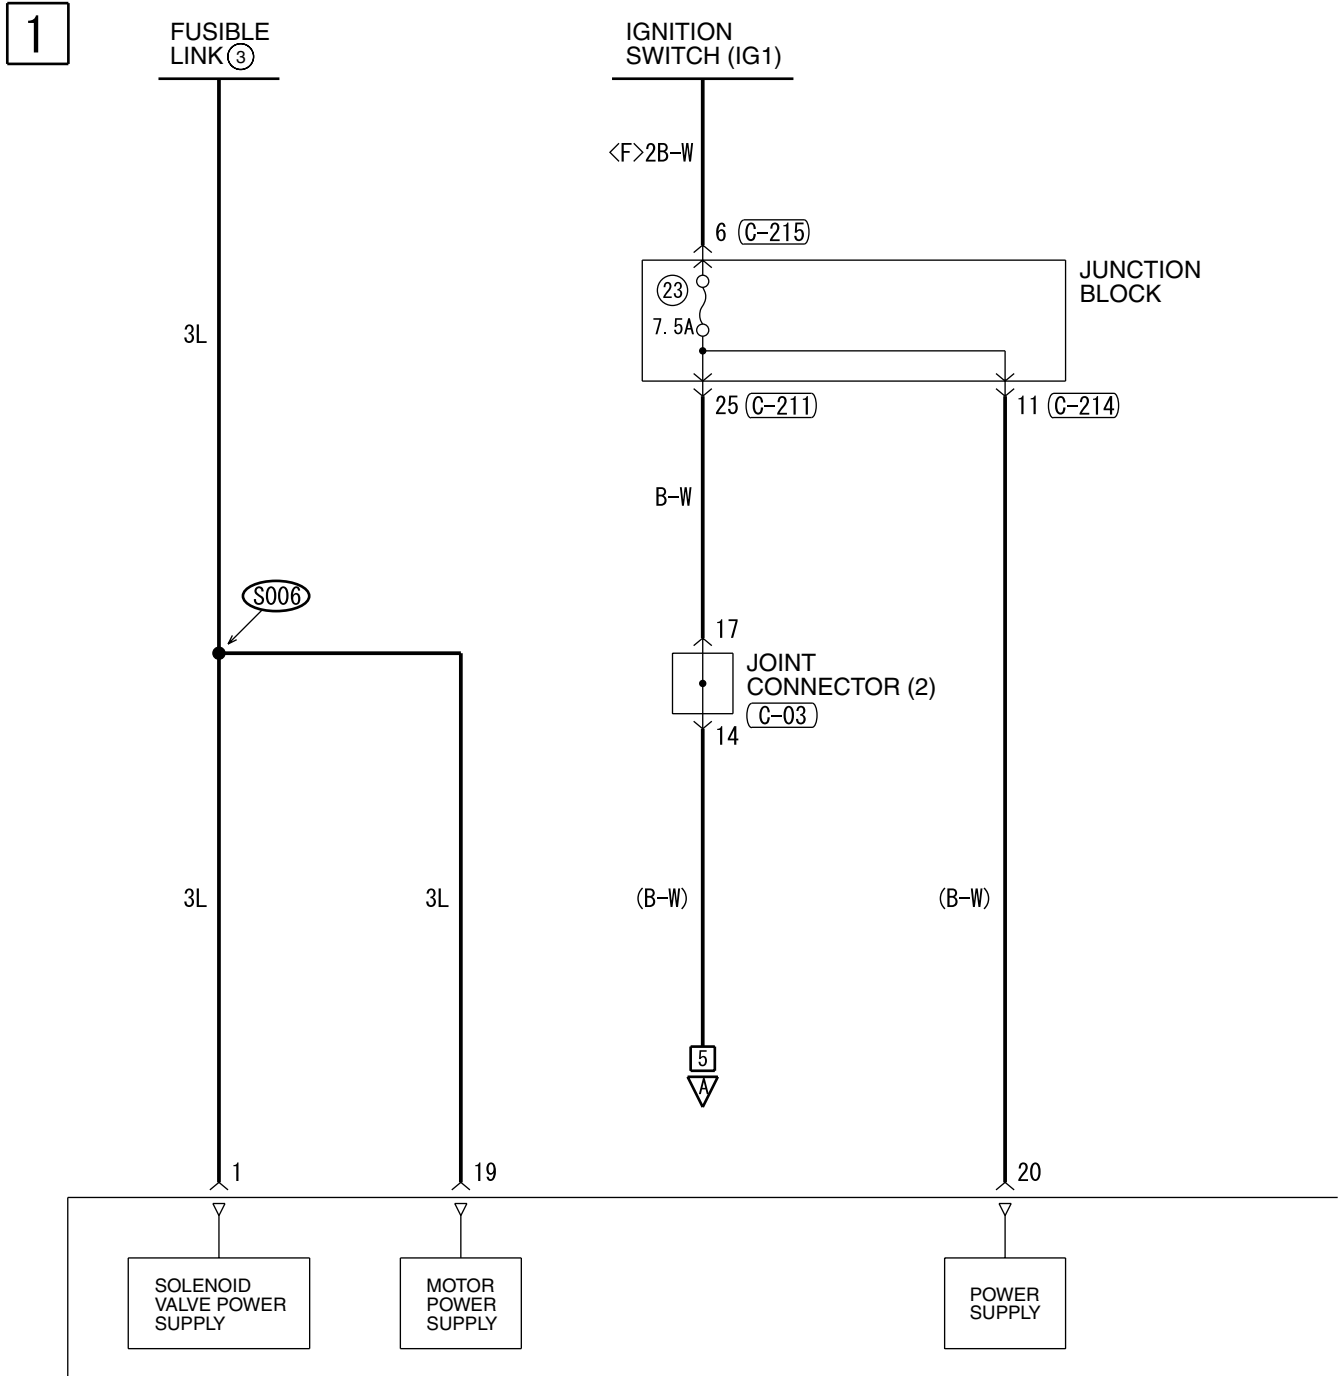 1
FUSIBLE
LINK 3
IGNITION
SWITCH (IG1)
<F>2B-W
6 C-215
JUNCTION
BLOCK
23
7.5A
3L
25 C-211
11 C-214
B-W
S006
17
JOINT
CONNECTOR (2)
C-03
14
3L
3L
(B-W)
(B-W)
5
A
1
19
20
SOLENOID
VALVE POWER
SUPPLY
MOTOR
POWER
SUPPLY
POWER
SUPPLY